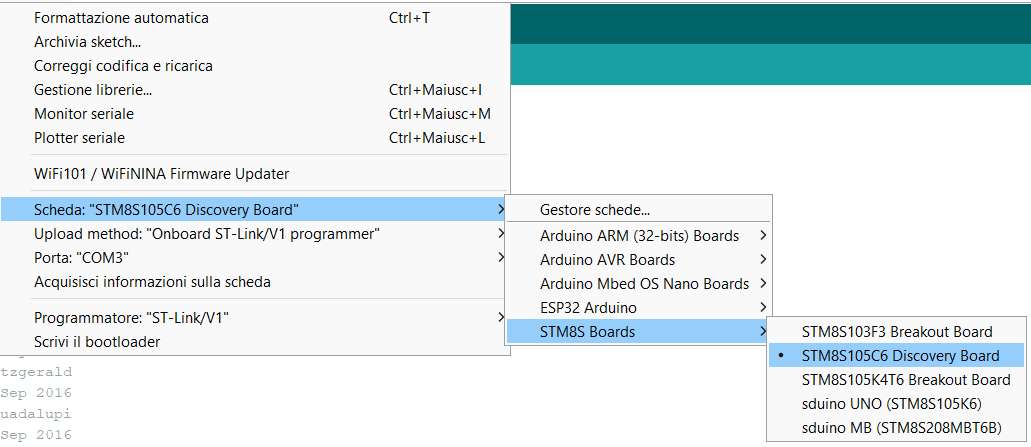 Formattazione automatica Ctrl+T
Archivia sketch...
Correggi codifica e ricarica
Gestione librerie... Ctrl+Maiusc+I
Monitor seriale Ctrl+Maiusc+M
Plotter seriale Ctrl+Maiusc+L
WiFi101 / WiFiNINA Firmware Updater
Scheda: "STM8S105C6 Discovery Board"
Upload method: "Onboard ST-Link/V1 programmer"
Porta: "COM3"
Acquisisci informazioni sulla scheda
Programmatore: "ST-Link/V1"
Scrivi il bootloader
Gestore schede...
Arduino ARM (32-bits) Boards
Arduino AVR Boards
Arduino Mbed OS Nano Boards
ESP32 Arduino
STM8S Boards
STM8S103F3 Breakout Board
STM8S105C6 Discovery Board
STM8S105K4T6 Breakout Board
sduino UNO (STM8S105K6)
sduino MB (STM8S208MBT6B)
tzgerald
Sep 2016
uadalupi
Sep 2016